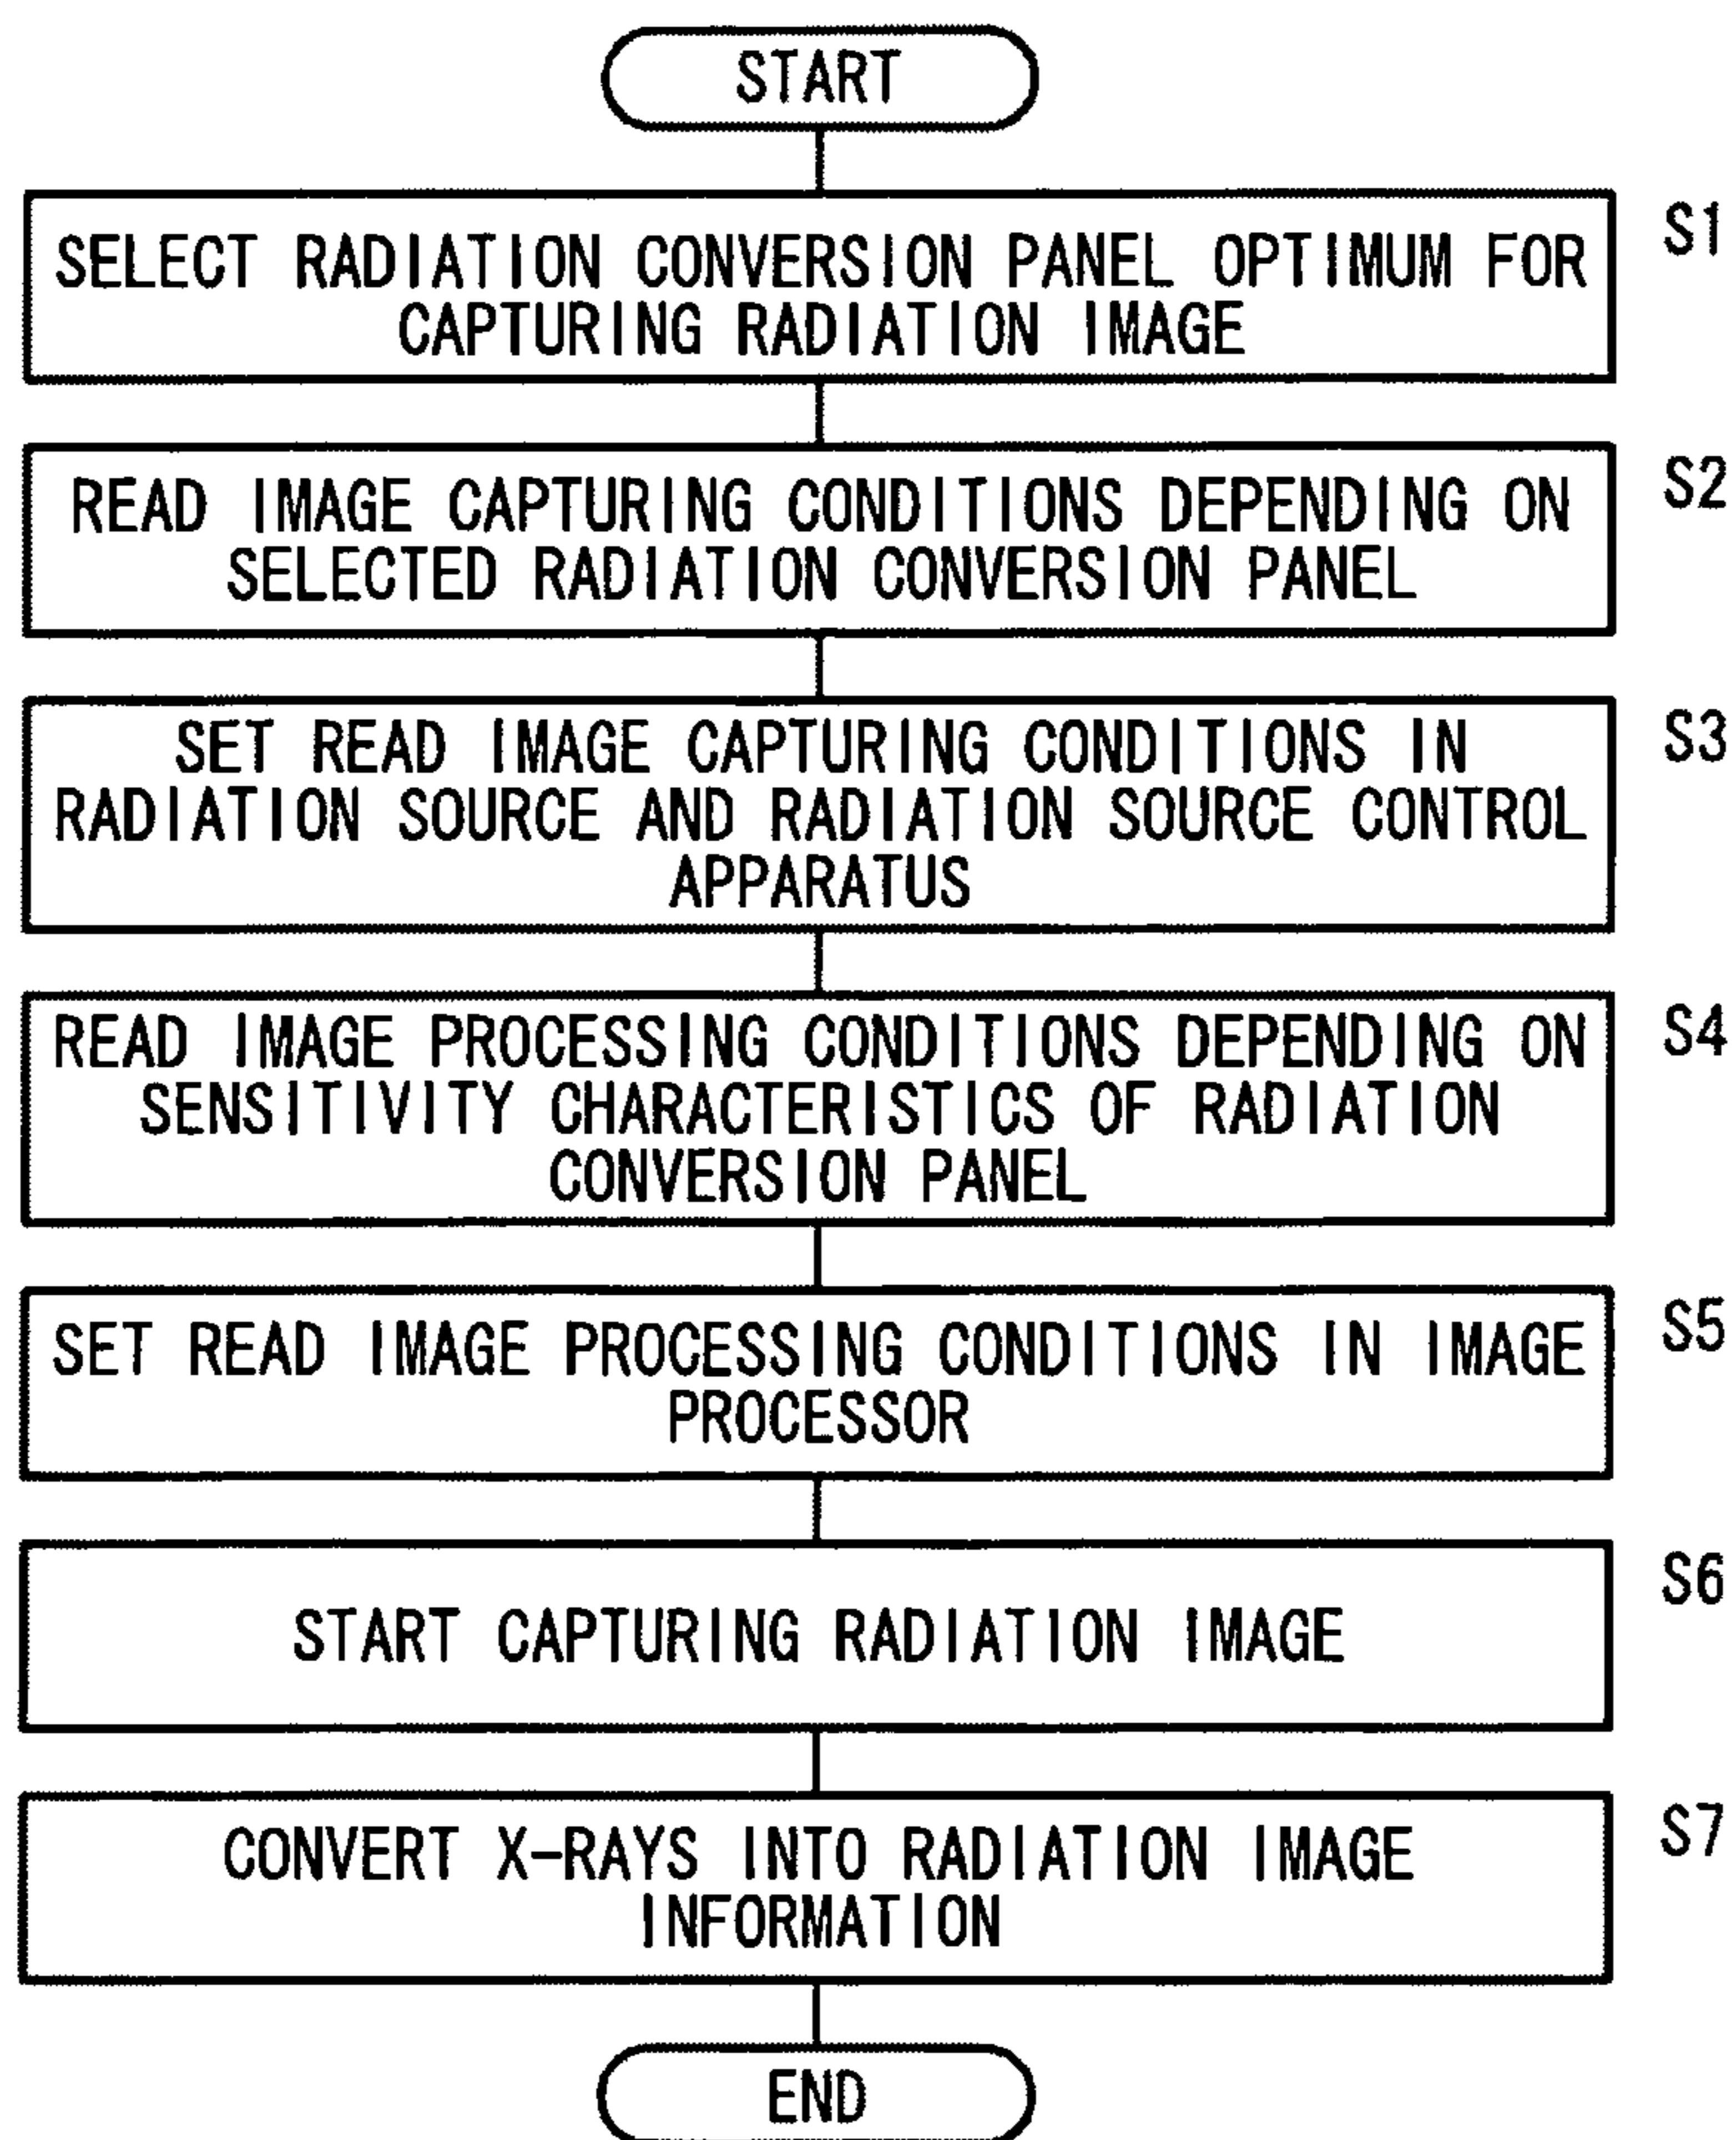 START
S1
SELECT RADIATION CONVERSION PANEL OPTIMUM FOR
CAPTURING RADIATION IMAGE
S2
READ IMAGE CAPTURING CONDITIONS DEPENDING ON
SELECTED RADIATION CONVERSION PANEL
S3
SET READ IMAGE CAPTURING CONDITIONS IN
RADIATION SOURCE AND RADIATION SOURCE CONTROL
APPARATUS
S4
READ IMAGE PROCESSING CONDITIONS DEPENDING ON
SENSITIVITY CHARACTERISTICS OF RADIATION
CONVERSION PANEL
S5
SET READ IMAGE PROCESSING CONDITIONS IN IMAGE
PROCESSOR
S6
START CAPTURING RADIATION IMAGE
S7
CONVERT X-RAYS INTO RADIATION IMAGE
INFORMATION
END